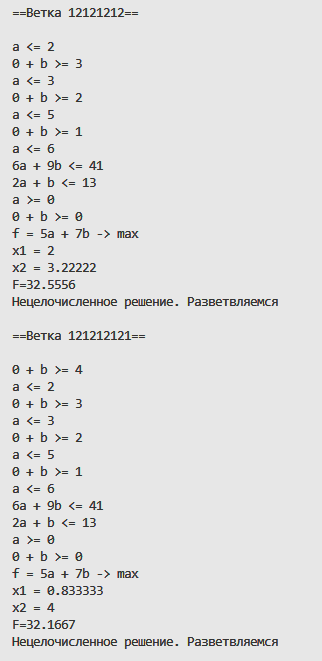 ==Ветка 12121212==
a <= 2
0 + b >= 3
a <= 3
0 + b >= 2
a <= 5
0 + b >= 1
a <= 6
6a + 9b <= 41
2a + b <= 13
a >= 0
0 + b >= 0
f = 5a + 7b -> max
x1 = 2
x2 = 3.22222
F=32.5556
Нецелочисленное решение. Разветвляемся
==Ветка 121212121==
0 + b >= 4
a <= 2
0 + b >= 3
a <= 3
0 + b >= 2
a <= 5
0 + b >= 1
a <= 6
6a + 9b <= 41
2a + b <= 13
a >= 0
0 + b >= 0
f = 5a + 7b -> max
x1 = 0.833333
x2 = 4
F=32.1667
Нецелочисленное решение. Разветвляемся